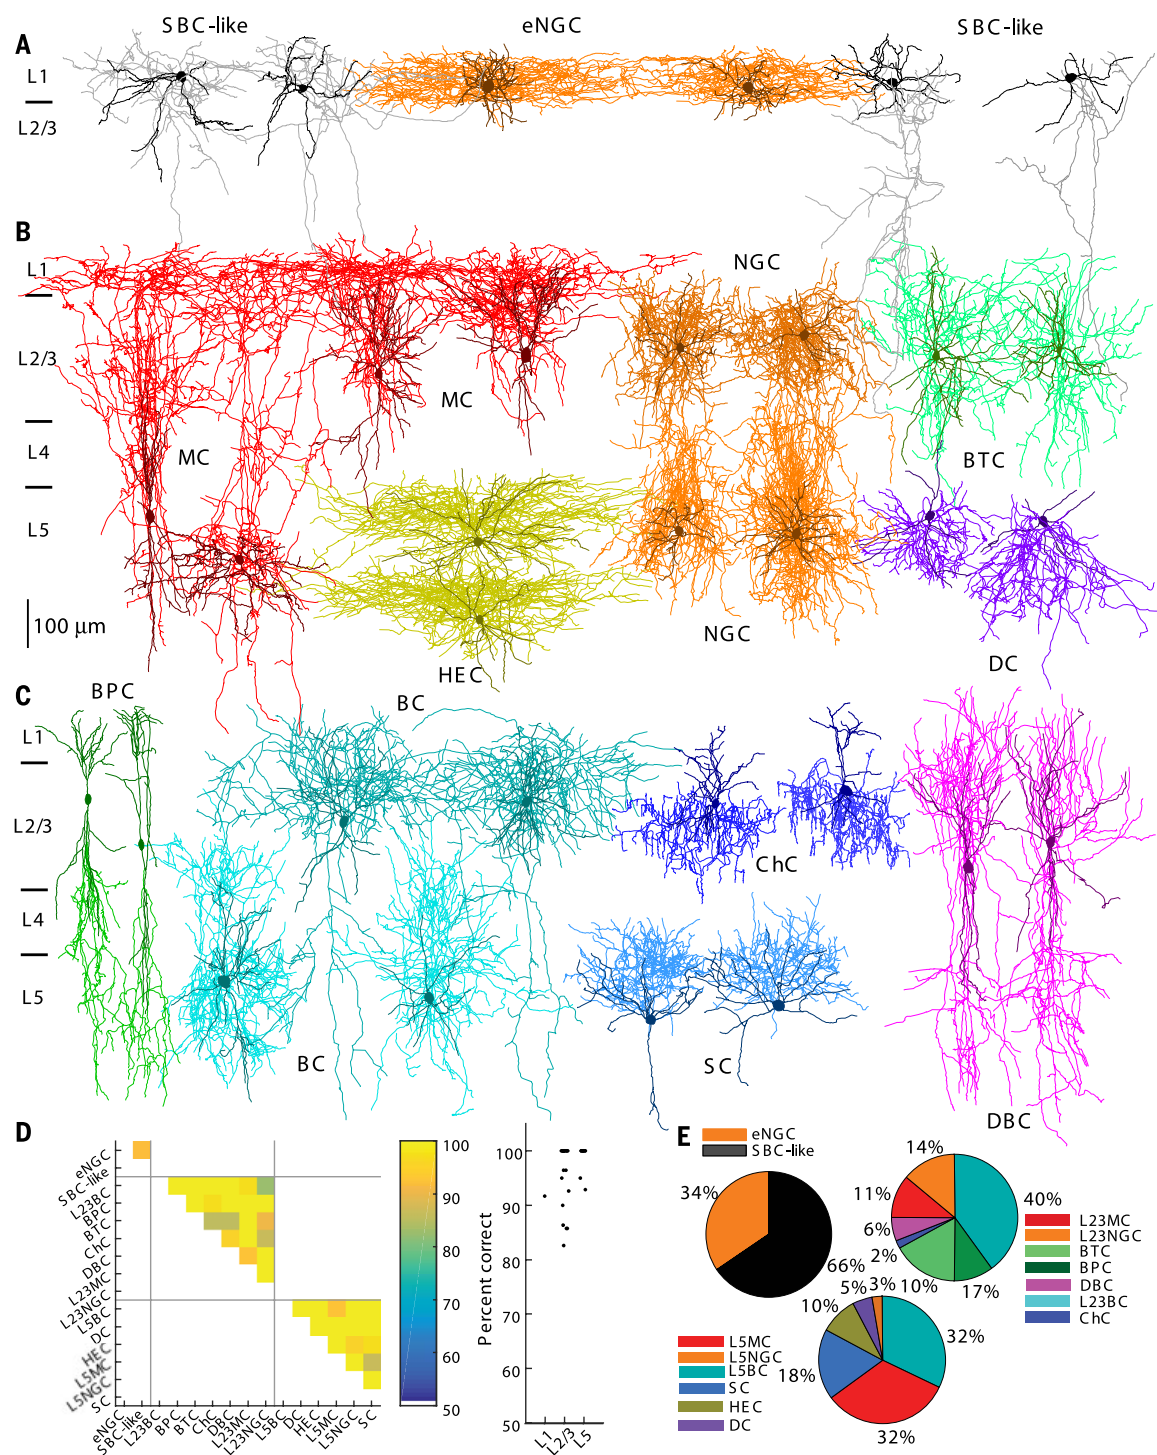 SBC-like
eNGC
SBC-like
A
L1
L2/3
B
L1
NGC
L2/3
MC
L4
MC
BTC
L5
100 μm
NGC
HEC
DC
C
BPC
BC
L1
L2/3
ChC
L4
L5
BC
SC
DBC
D
eNGC
SBC-like
L23BC
BPC
BTC
ChC
DBC
L23MC
L23NGC
L5BC
DC
HEC
L5MC
L5NGC
SC
eNGC
SBC-like
L23BC
BPC
BTC
ChC
DBC
L23MC
L23NGC
L5BC
DC
HEC
L5MC
L5NGC
SC
100
90
80
70
60
50
Percent correct
100
90
80
70
60
50
L1
L2/3
L5
E
eNGC
SBC-like
34%
66%
14%
11%
6%
2%
10%
17%
40%
L23MC
L23NGC
BTC
BPC
DBC
L23BC
ChC
5%
3%
10%
18%
32%
32%
L5MC
L5NGC
L5BC
SC
HEC
DC